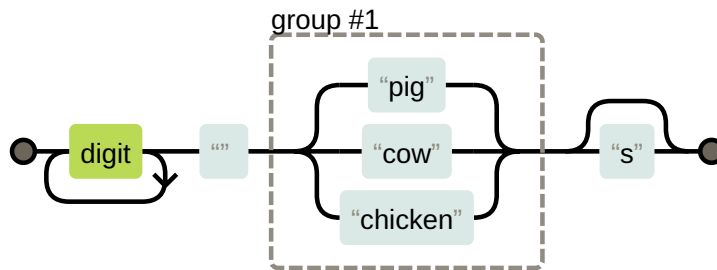 group #1
“pig”
digit
“ ”
“cow”
“s”
“chicken”